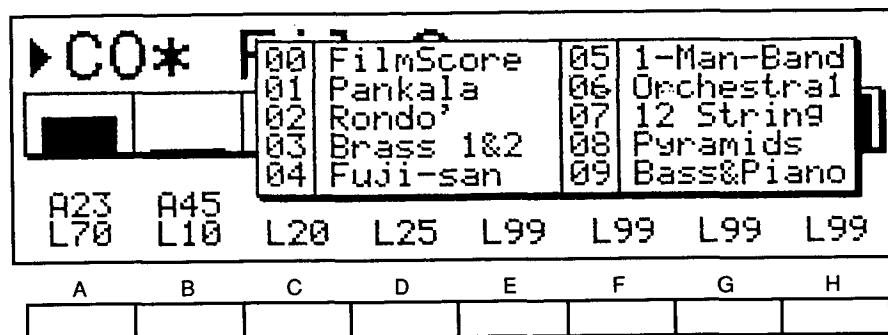 ▶CO*
00 FilmScore 05 1-Man-Band
01 Pankala 06 Orchestral
02 Rondo' 07 12 String
03 Brass 1&2 08 Pyramids
04 Fuji-san 09 Bass&Piano
A23 A45
L70 L10 L20 L25 L99 L99 L99 L99
A B C D E F G H